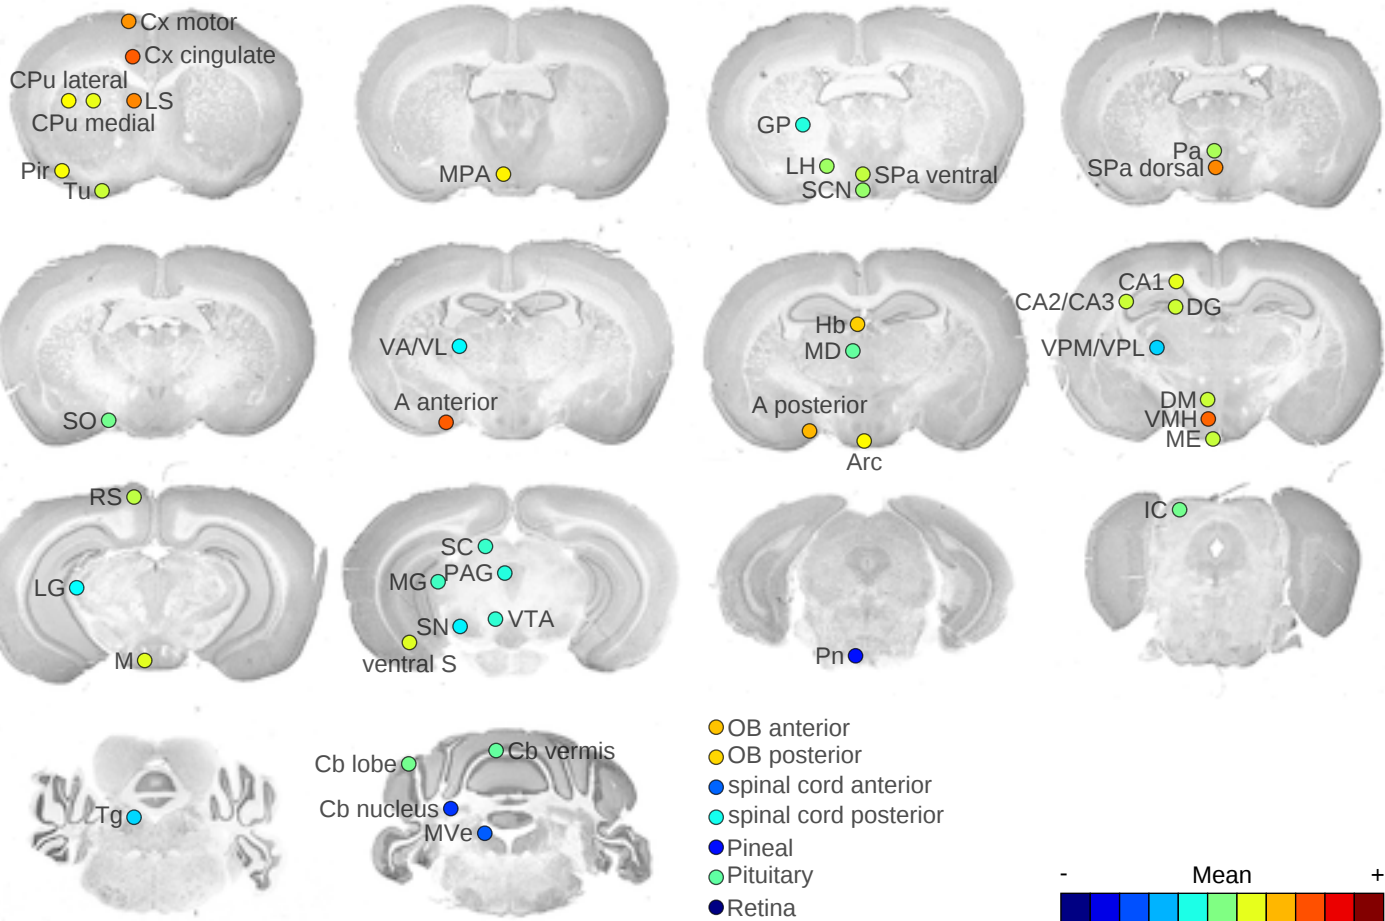 Cx motor
Cx cingulate
CPu lateral
LS
CPu medial
Pir
Tu
MPA
GP
LH
SPa ventral
SCN
Pa
SPa dorsal
SO
VA/VL
A anterior
Hb
MD
A posterior
Arc
CA1
CA2/CA3
DG
VPM/VPL
DM
VMH
ME
RS
LG
M
SC
MG
PAG
SN
VTA
ventral S
Pn
IC
Tg
Cb lobe
Cb vermis
Cb nucleus
MVe
OB anterior
OB posterior
spinal cord anterior
spinal cord posterior
Pineal
Pituitary
Retina
- Mean +